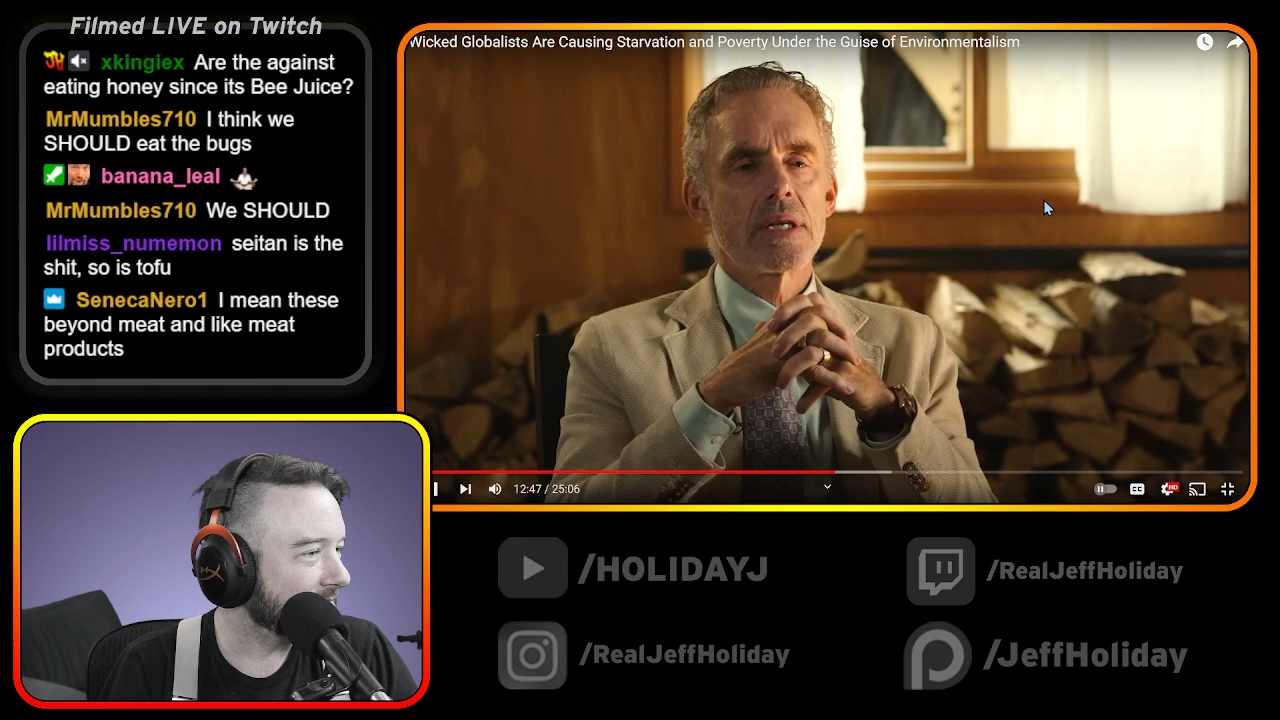 Filmed LIVE on Twitch
xkingiex Are the against
eating honey since its Bee Juice?
MrMumbles710 I think we
SHOULD eat the bugs
banana_leal
MrMumbles710 We SHOULD
lilmiss_numemon seitan is the
shit, so is tofu
SenecaNero1 I mean these
beyond meat and like meat
products
Wicked Globalists Are Causing Starvation and Poverty Under the Guise of Environmentalism
12:47 / 25:06
CC
HD
/HOLIDAYJ
/RealJeffHoliday
/RealJeffHoliday
/JeffHoliday